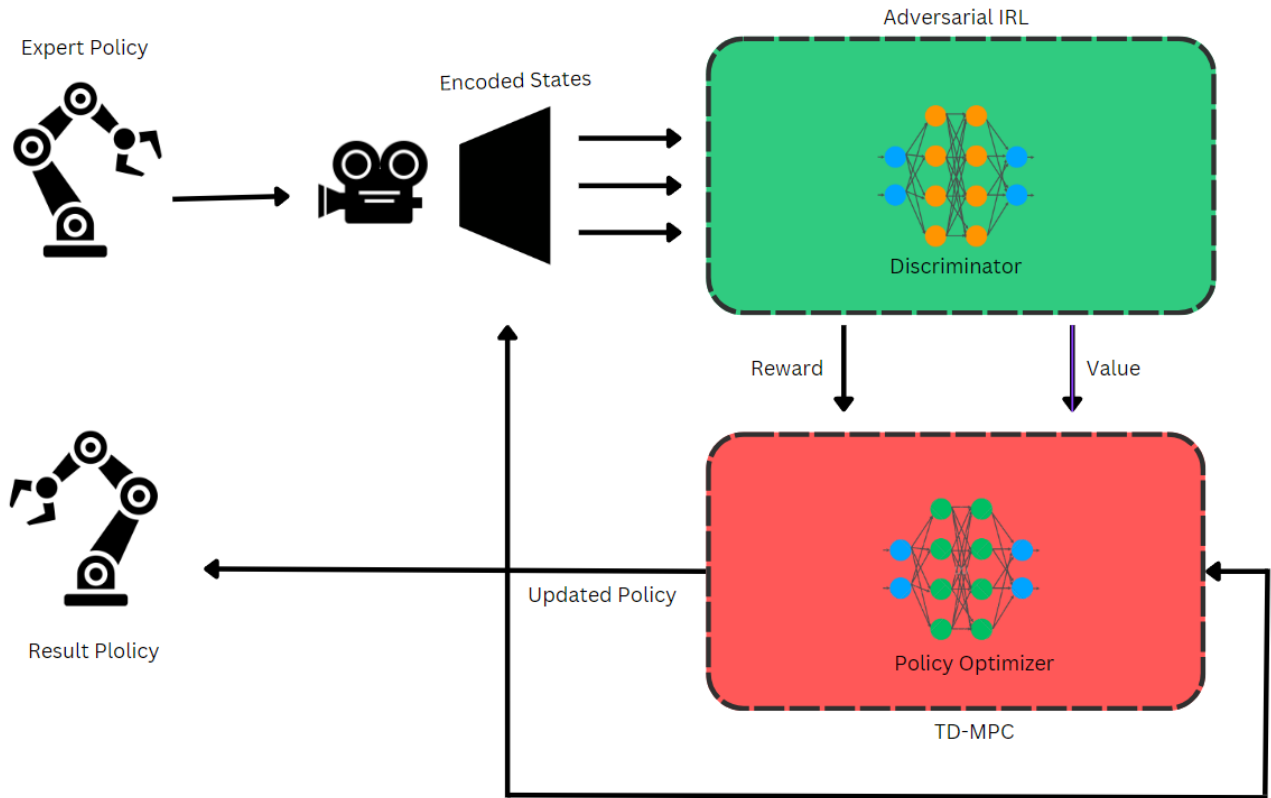 Adversarial IRL
Expert Policy
Encoded States
Discriminator
Reward
Value
Updated Policy
Result Plolicy
Policy Optimizer
TD-MPC